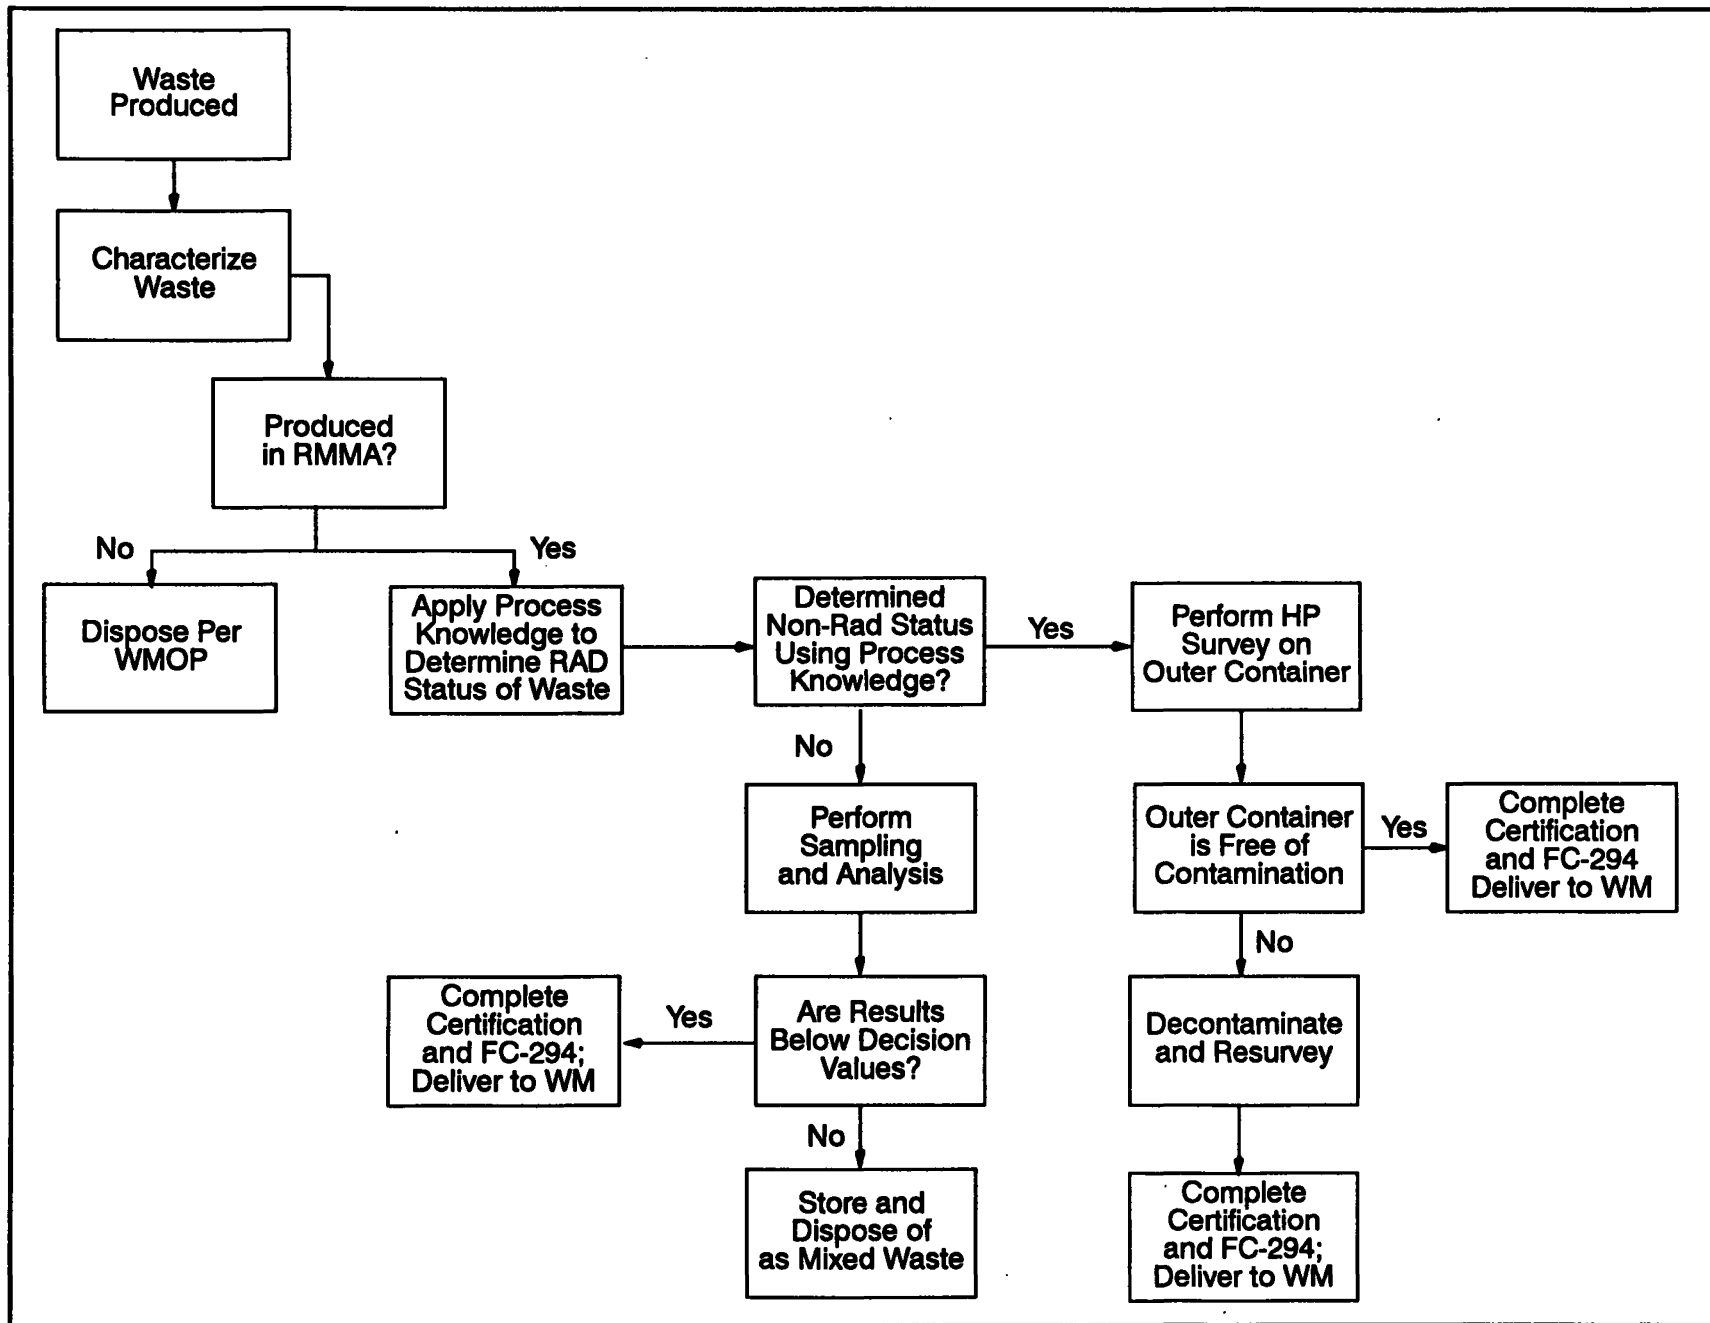 Waste
Produced
Characterize
Waste
Produced
in RMMA?
No
Yes
Dispose Per
WMOP
Apply Process
Knowledge to
Determine RAD
Status of Waste
Determined
Non-Rad Status
Using Process
Knowledge?
Yes
Perform HP
Survey on
Outer Container
No
Perform
Sampling
and Analysis
Outer Container
is Free of
Contamination
Yes
Complete
Certification
and FC-294
Deliver to WM
No
Complete
Certification
and FC-294;
Deliver to WM
Yes
Are Results
Below Decision
Values?
Decontaminate
and Resurvey
No
Store and
Dispose of
as Mixed Waste
Complete
Certification
and FC-294;
Deliver to WM